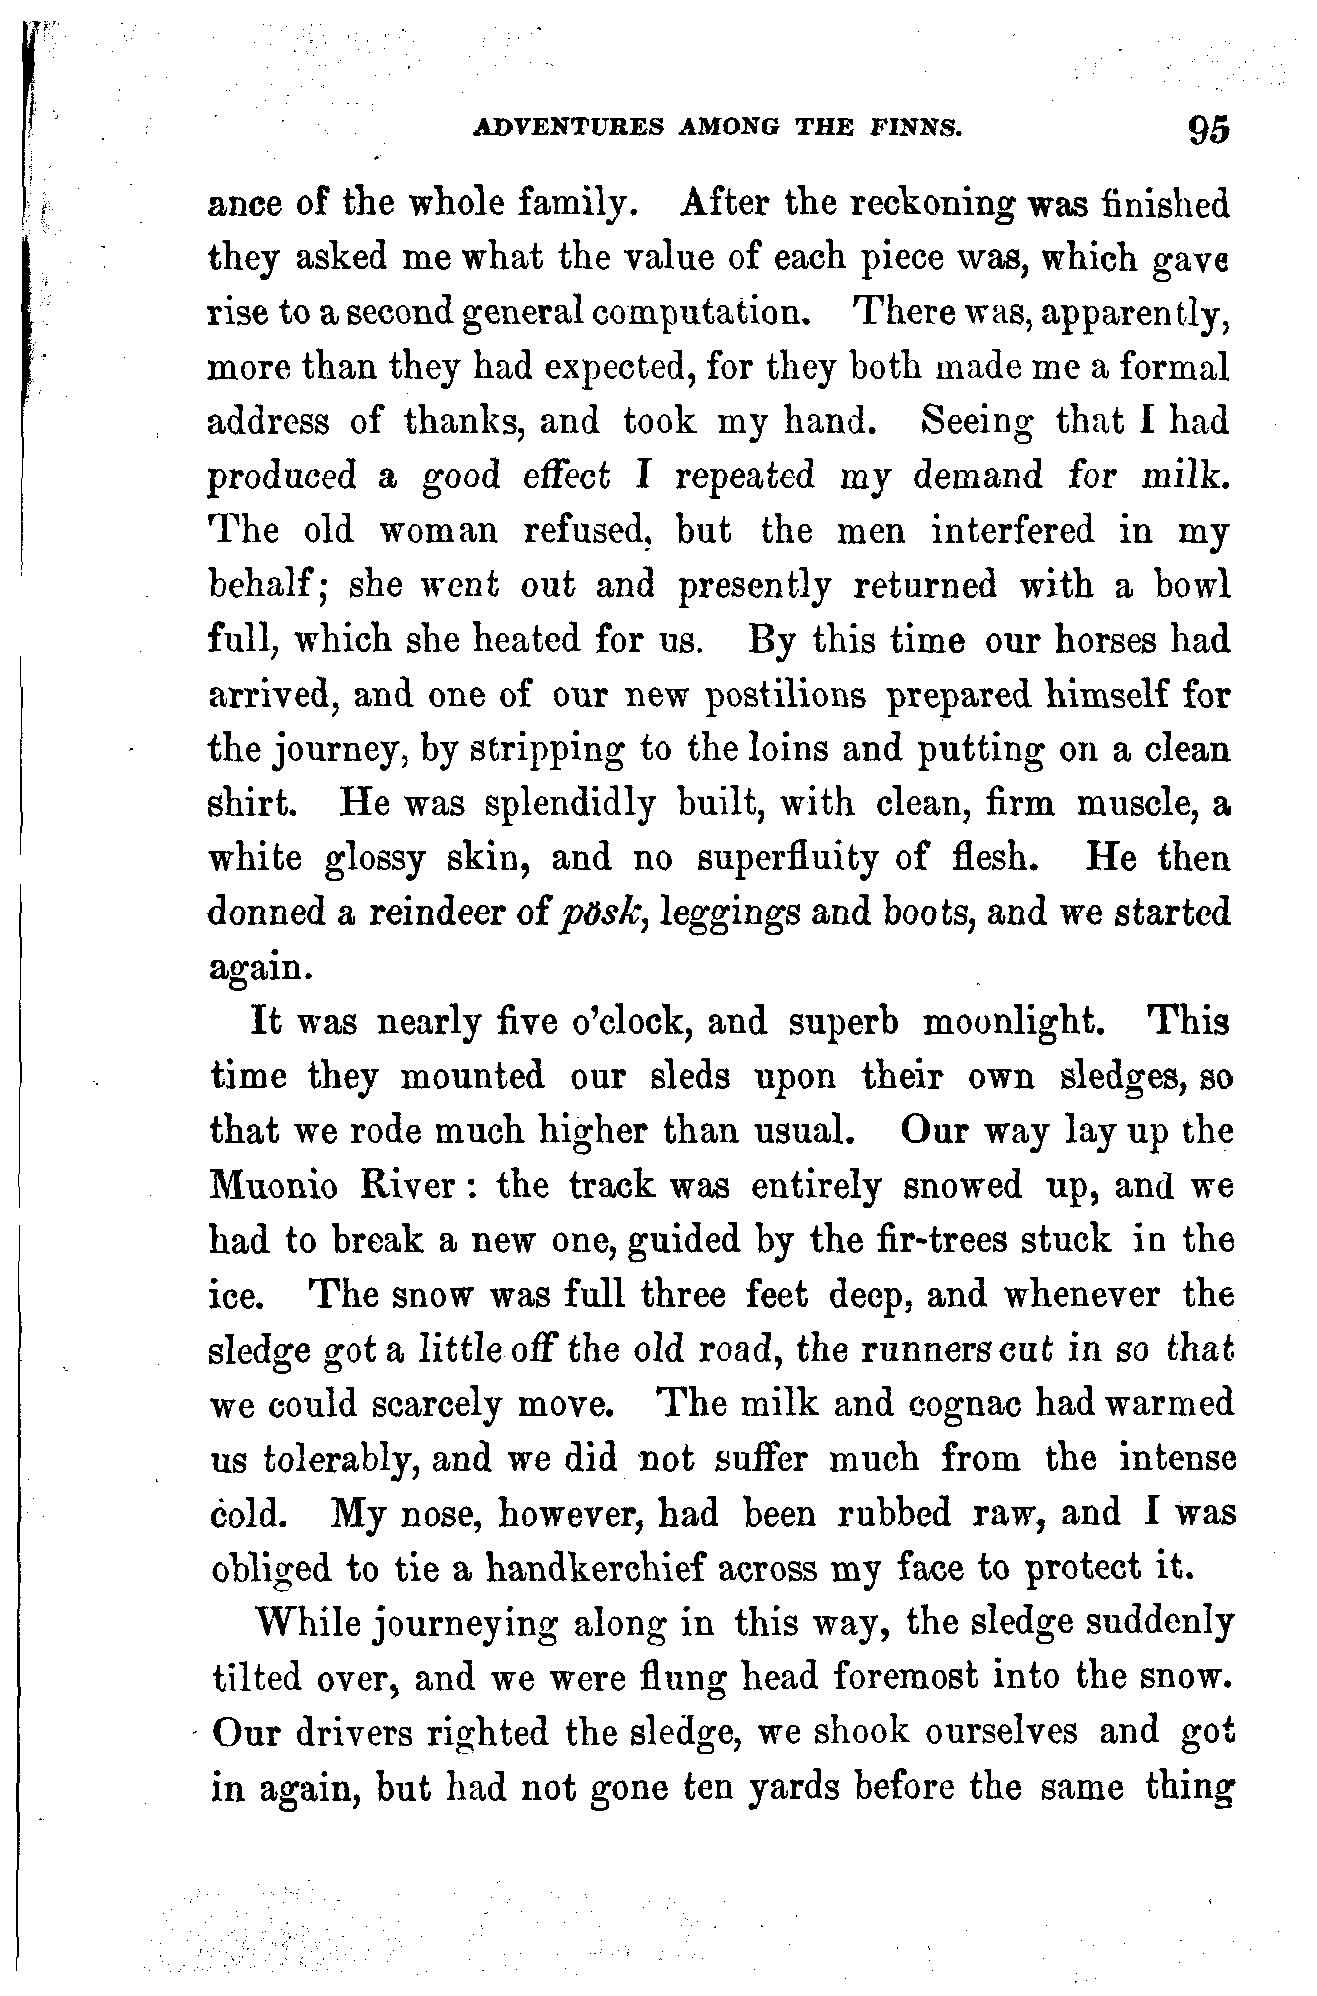 ADVENTURES AMONG THE FINNS. 95
ance of the whole family. After the reckoning was finished
they asked me what the value of each piece was, which gave
rise to a second general computation. There was, apparently,
more than they had expected, for they both made me a formal
address of thanks, and took my hand. Seeing that I had
produced a good effect I repeated my demand for milk.
The old woman refused, but the men interfered in my
behalf; she went out and presently returned with a bowl
full, which she heated for us. By this time our horses had
arrived, and one of our new postilions prepared himself for
the journey, by stripping to the loins and putting on a clean
shirt. He was splendidly built, with clean, firm muscle, a
white glossy skin, and no superfluity of flesh. He then
donned a reindeer of pösk, leggings and boots, and we started
again.
It was nearly five o'clock, and superb moonlight. This
time they mounted our sleds upon their own sledges, so
that we rode much higher than usual. Our way lay up the
Muonio River: the track was entirely snowed up, and we
had to break a new one, guided by the fir-trees stuck in the
ice. The snow was full three feet deep, and whenever the
sledge got a little off the old road, the runners cut in so that
we could scarcely move. The milk and cognac had warmed
us tolerably, and we did not suffer much from the intense
cold. My nose, however, had been rubbed raw, and I was
obliged to tie a handkerchief across my face to protect it.
While journeying along in this way, the sledge suddenly
tilted over, and we were flung head foremost into the snow.
Our drivers righted the sledge, we shook ourselves and got
in again, but had not gone ten yards before the same thing